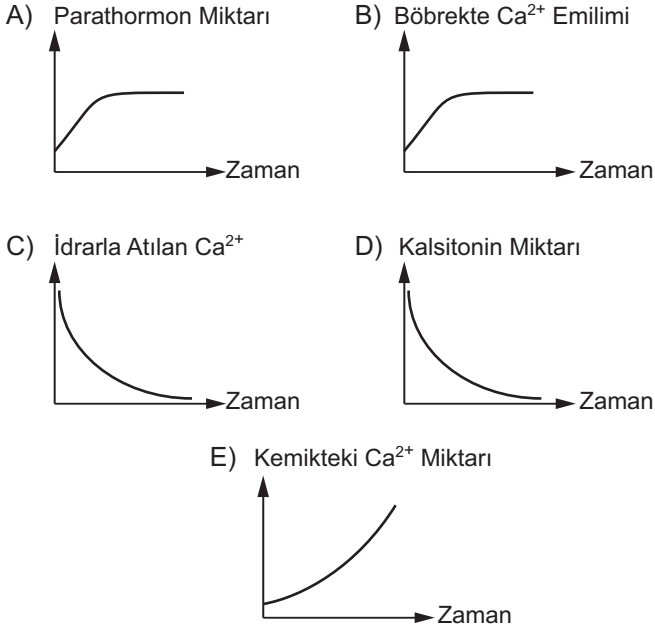 A) Parathormon Miktarı
Zaman
B) Böbrekte Ca²⁺ Emilimi
Zaman
C) İdrarla Atılan Ca²⁺
Zaman
D) Kalsitonin Miktarı
Zaman
E) Kemikteki Ca²⁺ Miktarı
Zaman